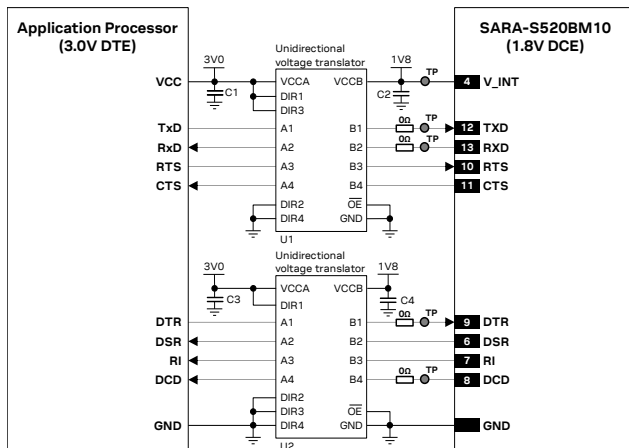 Application Processor
(3.0V DTE)
SARA-S520BM10
(1.8V DCE)
Unidirectional
voltage translator
3V0
1V8
TP
VCC
VCCA
VCCB
4
V_INT
C1
DIR1
C2
DIR3
0Ω
TP
TxD
A1
B1
12
TXD
0Ω
TP
RxD
A2
B2
13
RXD
RTS
A3
B3
10
RTS
CTS
A4
B4
11
CTS
DIR2
OE
DIR4
GND
U1
Unidirectional
voltage translator
3V0
1V8
VCCA
VCCB
C3
DIR1
C4
0Ω
TP
DTR
A1
B1
9
DTR
DSR
A2
B2
6
DSR
RI
A3
B3
7
RI
0Ω
TP
DCD
A4
B4
8
DCD
DIR2
DIR3
OE
GND
DIR4
GND
GND
U2